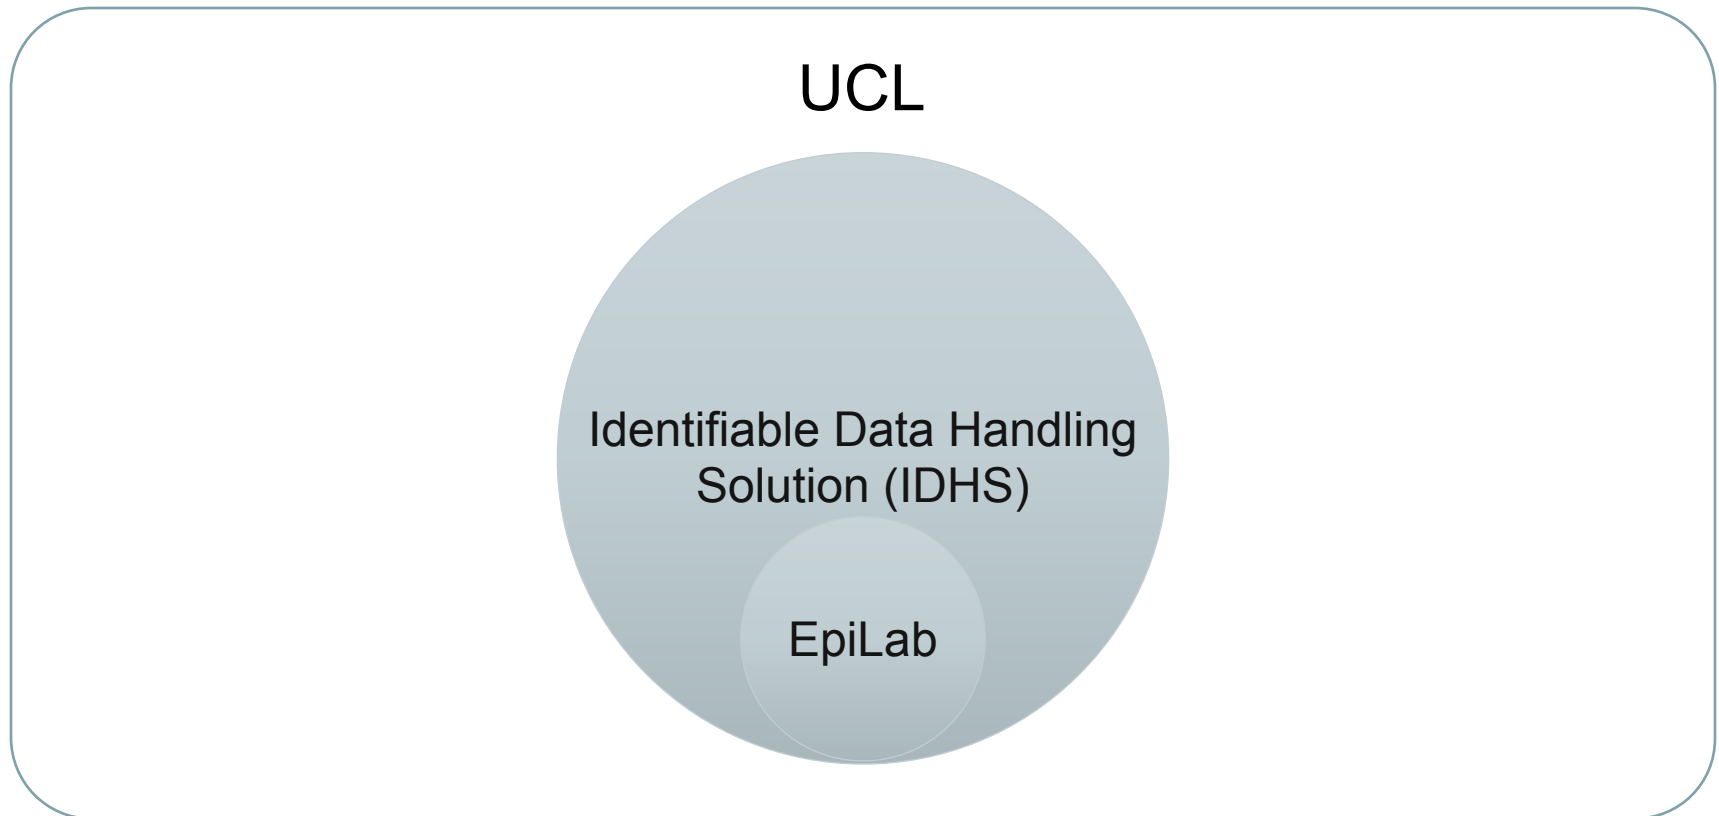 UCL
Identifiable Data Handling
Solution (IDHS)
EpiLab